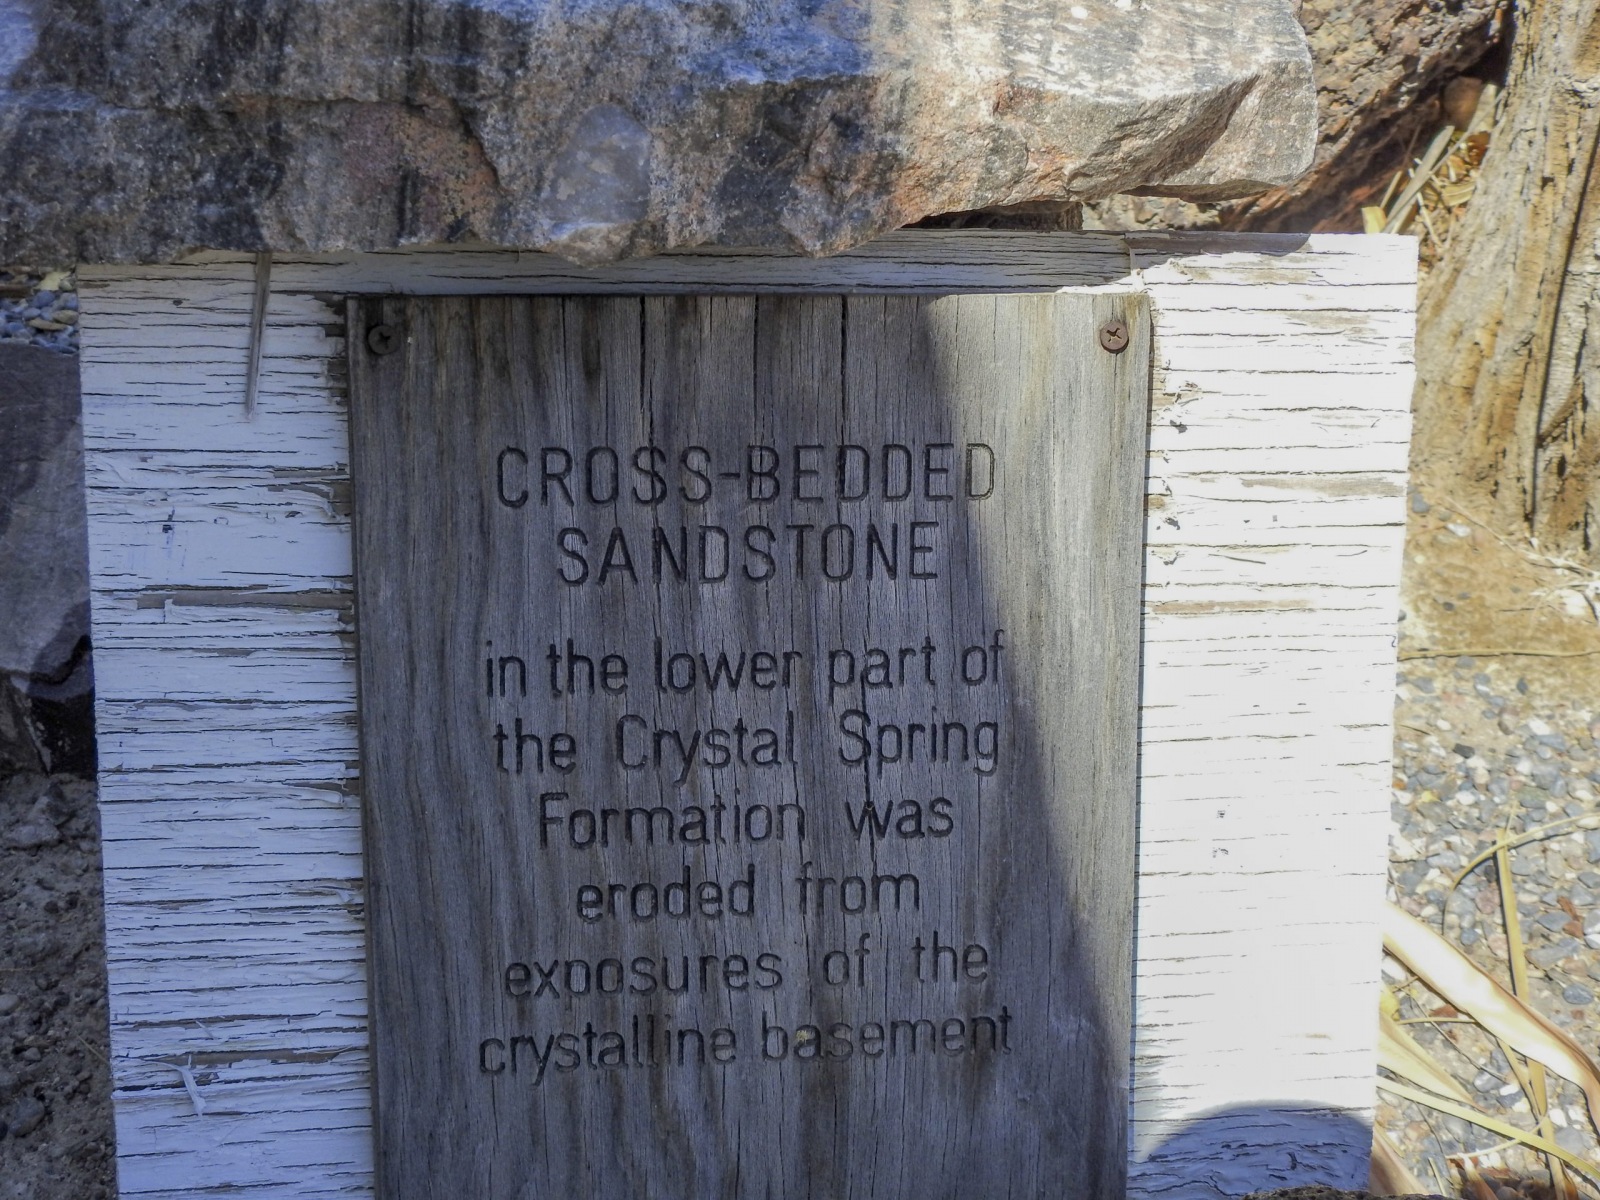 CROSS-BEDDED
SANDSTONE
in the lower part of
the Crystal Spring
Formation was
eroded from
exposures of the
crystalline basement